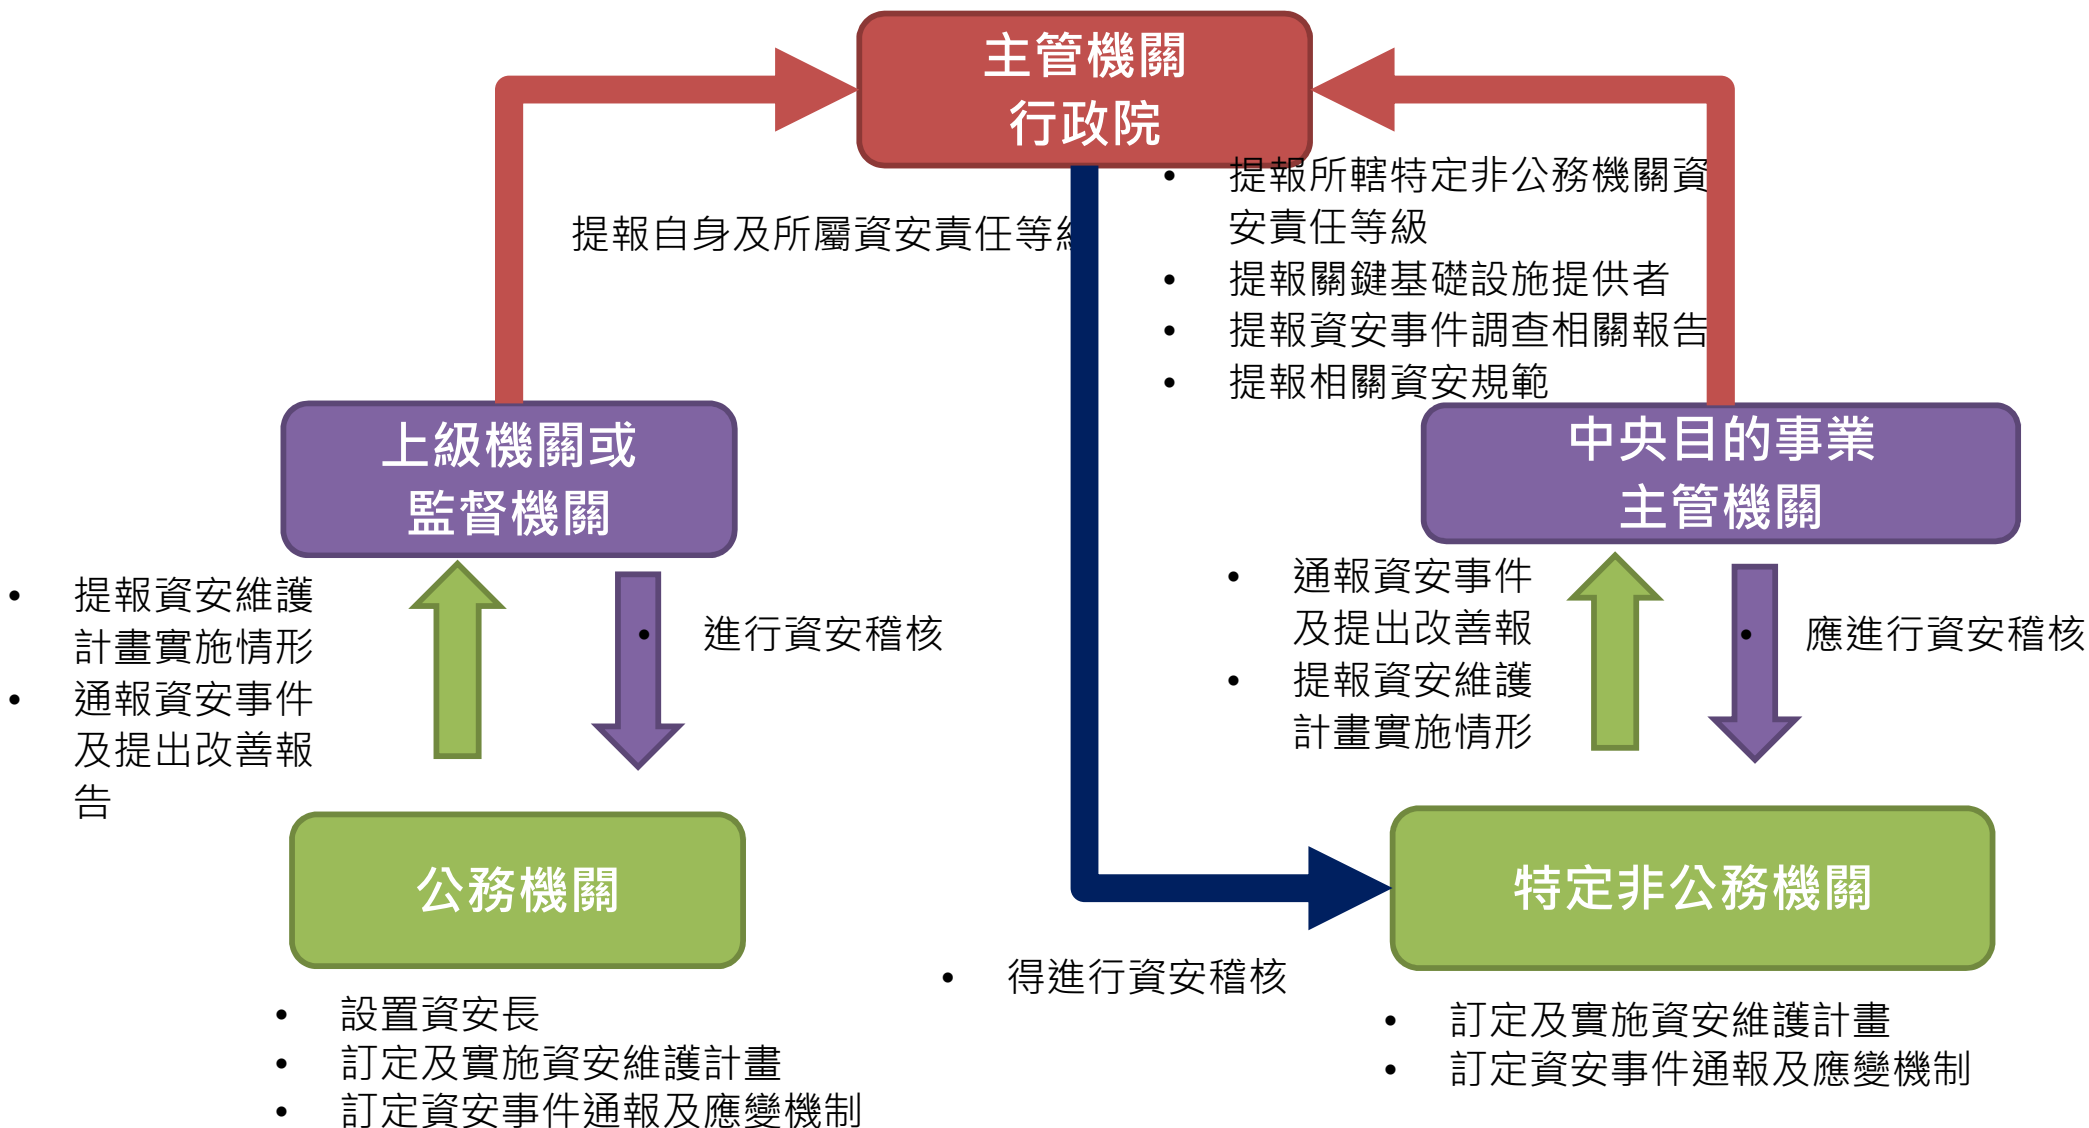 主管機關
行政院
提報自身及所屬資安責任等
• 提報所轄特定非公務機關資
安責任等級
• 提報關鍵基礎設施提供者
• 提報資安事件調查相關報告
• 提報相關資安規範
上級機關或
監督機關
中央目的事業
主管機關
• 提報資安維護
計畫實施情形
• 通報資安事件
及提出改善報
告
• 進行資安稽核
• 通報資安事件
及提出改善報
• 提報資安維護
計畫實施情形
• 應進行資安稽核
公務機關
特定非公務機關
• 得進行資安稽核
• 設置資安長
• 訂定及實施資安維護計畫
• 訂定資安事件通報及應變機制
• 訂定及實施資安維護計畫
• 訂定資安事件通報及應變機制